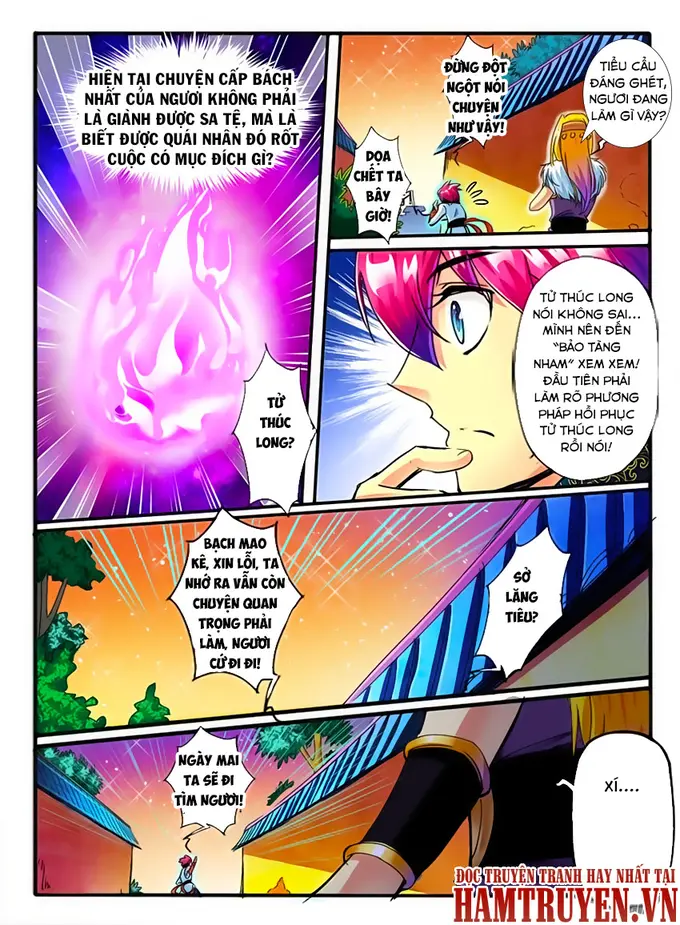 HIỆN TẠI CHUYỆN CẤP BÁCH
NHẤT CỦA NGƯƠI KHÔNG PHẢI
LÀ GIÀNH ĐƯỢC SA TỆ, MÀ LÀ
BIẾT ĐƯỢC QUÁI NHÂN ĐÓ RỐT
CUỘC CÓ MỤC ĐÍCH GÌ?
TỬ
THÚC
LONG?
TIỂU CẦU
ĐÁNG GHÉT,
NGƯƠI ĐANG
LÀM GÌ VẬY?
ĐỪNG ĐỘT
NGỘT NÓI
CHUYỆN
NHƯ VẬY!
DỌA
CHẾT TA
BÂY
GIỜ!
TỬ THÚC LONG
NÓI KHÔNG SAI...
MÌNH NÊN ĐẾN
"BẢO TÀNG
NHAM" XEM XEM!
ĐẦU TIÊN PHẢI
LÀM RÕ PHƯƠNG
PHÁP HỒI PHỤC
TỬ THÚC LONG
RỒI NÓI!
BẠCH MAO
KÊ, XIN LỖI, TA
NHỚ RA VẪN CÒN
CHUYỆN QUAN
TRỌNG PHẢI
LÀM, NGƯƠI
CỨ ĐI ĐI!
SỞ
LĂNG
TIÊU?
NGÀY MAI
TA SẼ ĐI
TÌM NGƯƠI!
XÍ....
ĐỌC TRUYỆN TRANH HAY NHẤT TẠI
HAMTRUYEN.VN